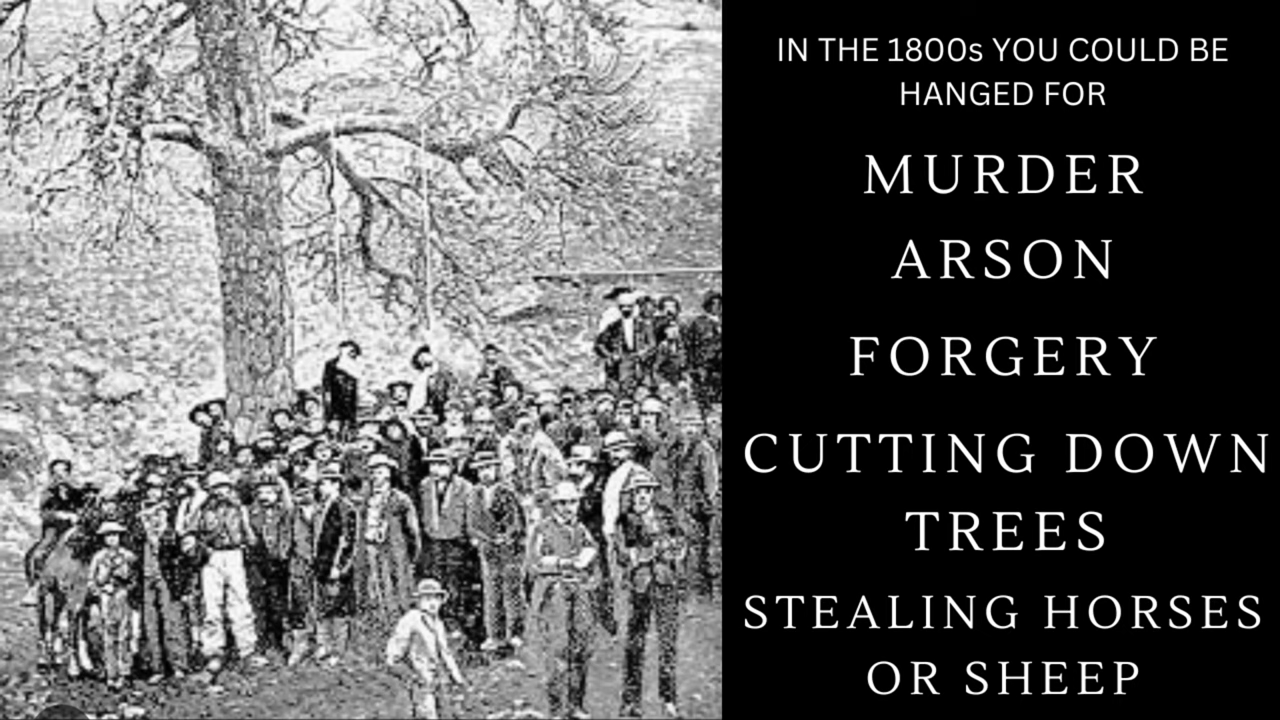 IN THE 1800s YOU COULD BE
HANGED FOR
MURDER
ARSON
FORGERY
CUTTING DOWN
TREES
STEALING HORSES
OR SHEEP